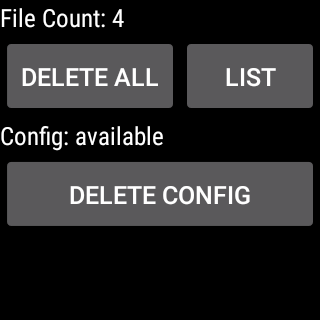 File Count: 4
DELETE ALL LIST
Config: available
DELETE CONFIG